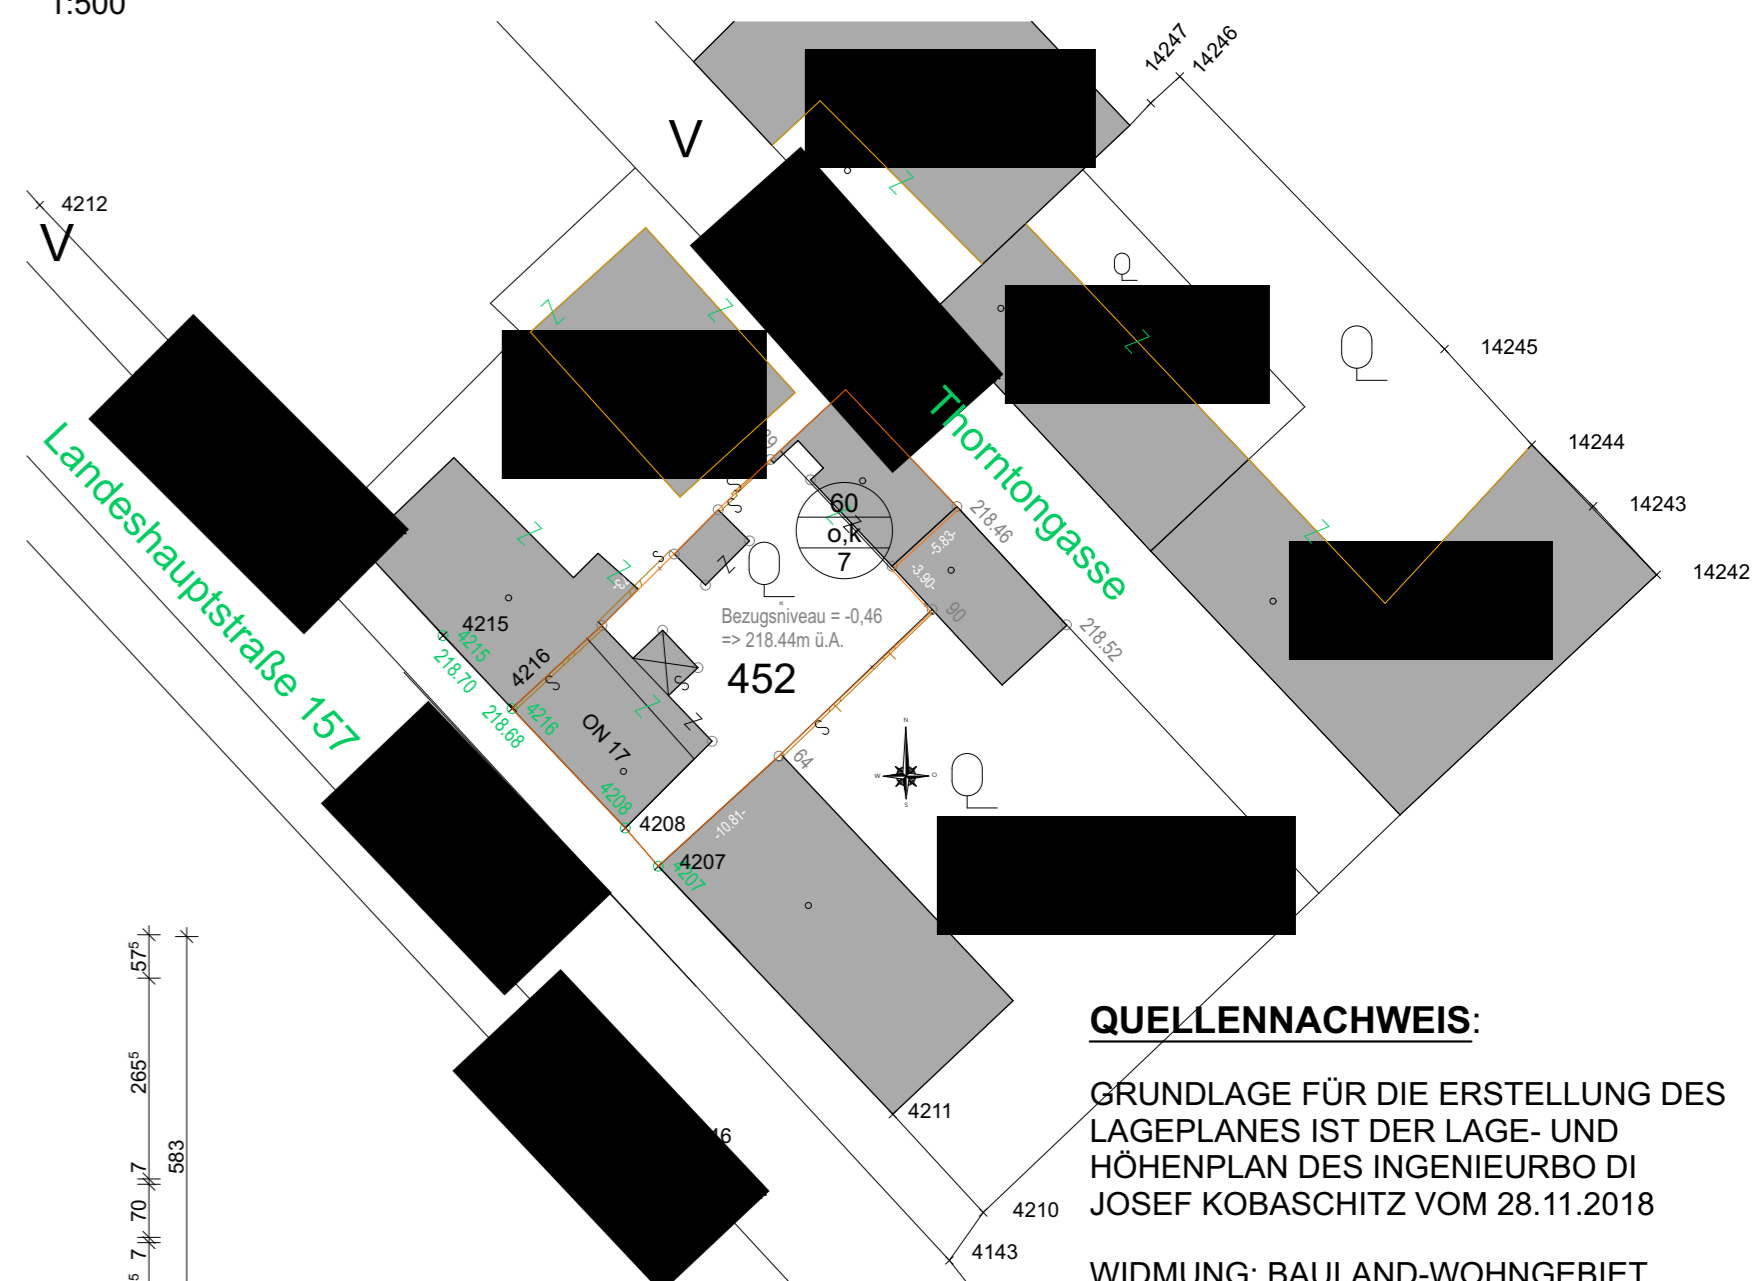 1:500
14247
14246
V
4212
V
14245
Thorntongasse
14244
14243
14242
Landeshauptstraße 157
60
o,k
7
218.46
-5.83-
-3.90-
90
218.52
Bezugsniveau = -0,46
=> 218.44m ü.A.
452
4215
4215
218.70
4216
4216
218.68
ON 17
64
4208
4208
-10.81-
4207
4207
N
W
O
S
57⁵
265⁵
583
7
70
7
5
4211
4210
4143
QUELLENNACHWEIS:
GRUNDLAGE FÜR DIE ERSTELLUNG DES
LAGEPLANES IST DER LAGE- UND
HÖHENPLAN DES INGENIEURBO DI
JOSEF KOBASCHITZ VOM 28.11.2018
WIDMUNG: BAULAND-WOHNGEBIET